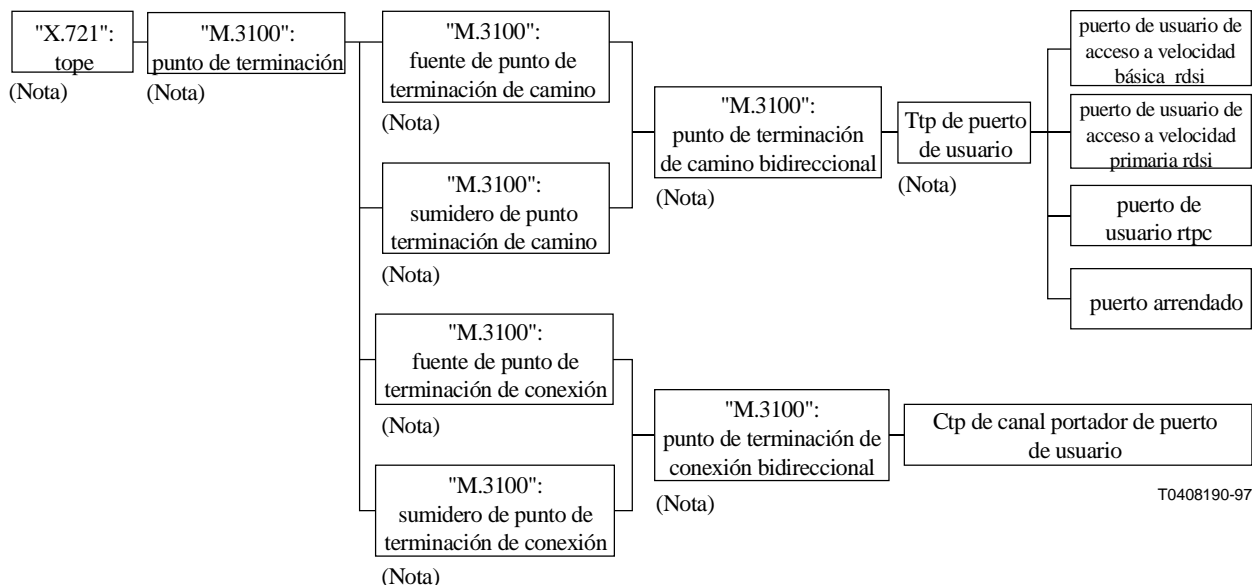 "X.721":
tope
(Nota)
"M.3100":
punto de terminación
(Nota)
"M.3100":
fuente de punto de
terminación de camino
(Nota)
"M.3100":
sumidero de punto
terminación de camino
(Nota)
"M.3100":
fuente de punto de
terminación de conexión
(Nota)
"M.3100":
sumidero de punto de
terminación de conexión
(Nota)
"M.3100":
punto de terminación
de camino bidireccional
(Nota)
"M.3100":
punto de terminación de
conexión bidireccional
(Nota)
Ttp de puerto
de usuario
(Nota)
puerto de usuario de
acceso a velocidad
básica rdsi
puerto de usuario de
acceso a velocidad
primaria rdsi
puerto de
usuario rtpc
puerto arrendado
Ctp de canal portador de puerto
de usuario
T0408190-97